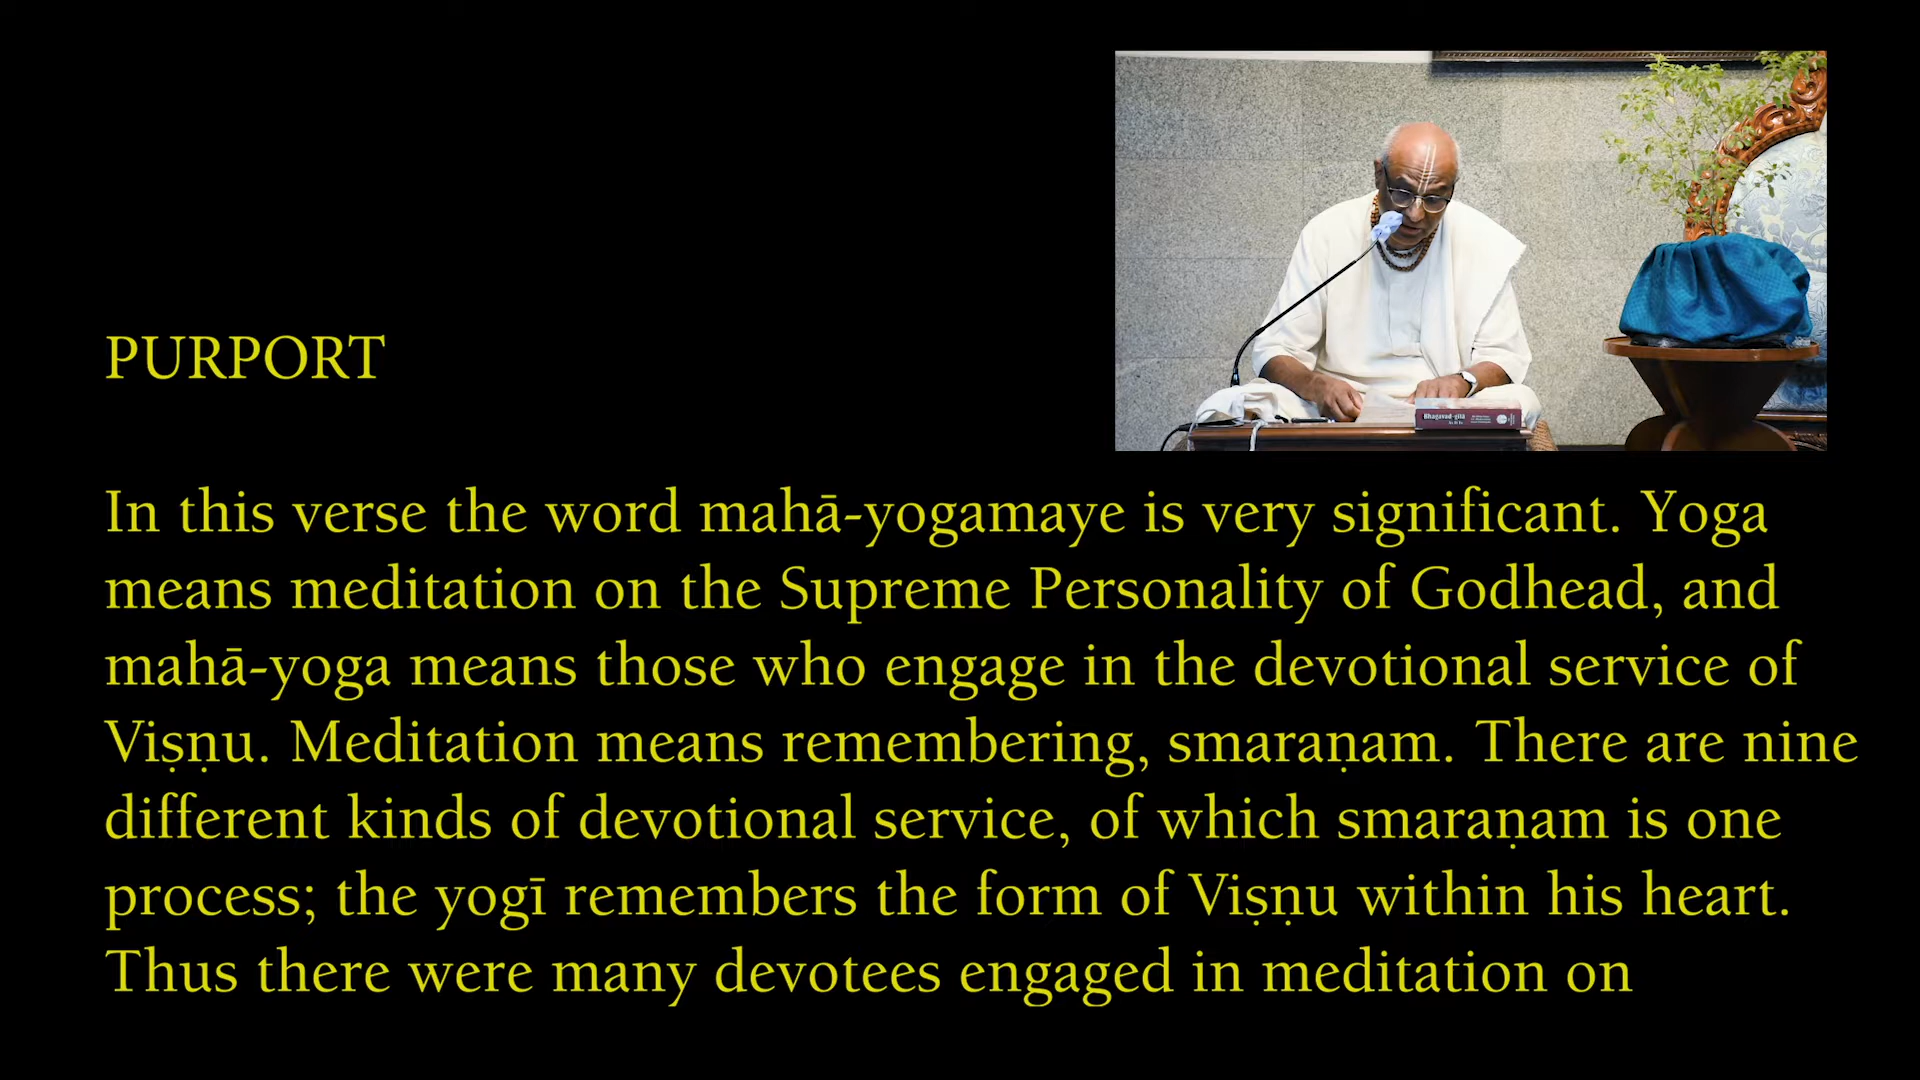 PURPORT
In this verse the word mahā-yogamaye is very significant. Yoga
means meditation on the Supreme Personality of Godhead, and
mahā-yoga means those who engage in the devotional service of
Viṣṇu. Meditation means remembering, smaraṇam. There are nine
different kinds of devotional service, of which smaraṇam is one
process; the yogī remembers the form of Viṣṇu within his heart.
Thus there were many devotees engaged in meditation on
Bhagavad-gītā